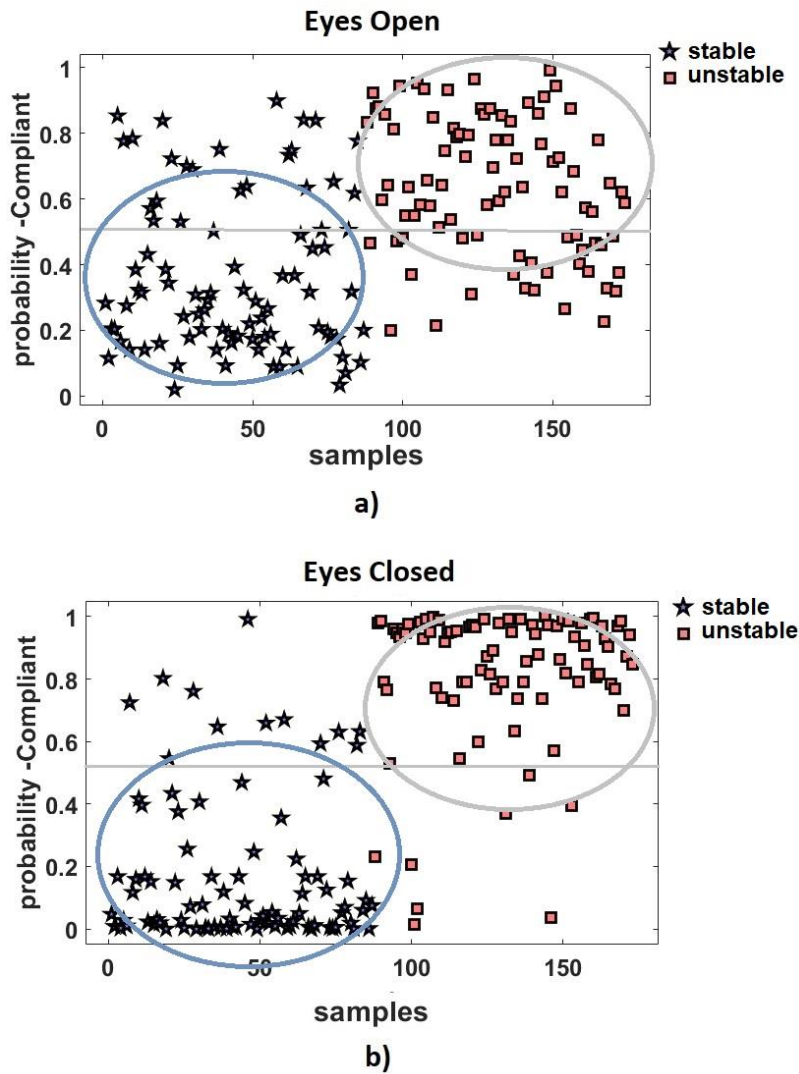 Eyes Open
stable
unstable
1
0.8
0.6
0.4
0.2
0
probability -Compliant
0 50 100 150
samples
a)
Eyes Closed
stable
unstable
1
0.8
0.6
0.4
0.2
0
probability -Compliant
0 50 100 150
samples
b)